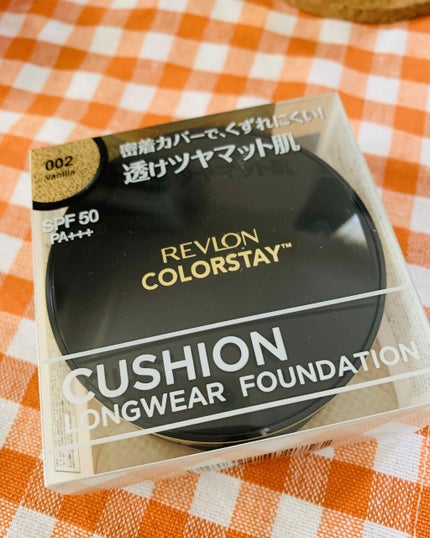 002
vanilla
密着カバーで、くずれにくい!
透けツヤマット肌
SPF 50
PA+++
REVLON
COLORSTAY™
CUSHION
LONGWEAR FOUNDATION